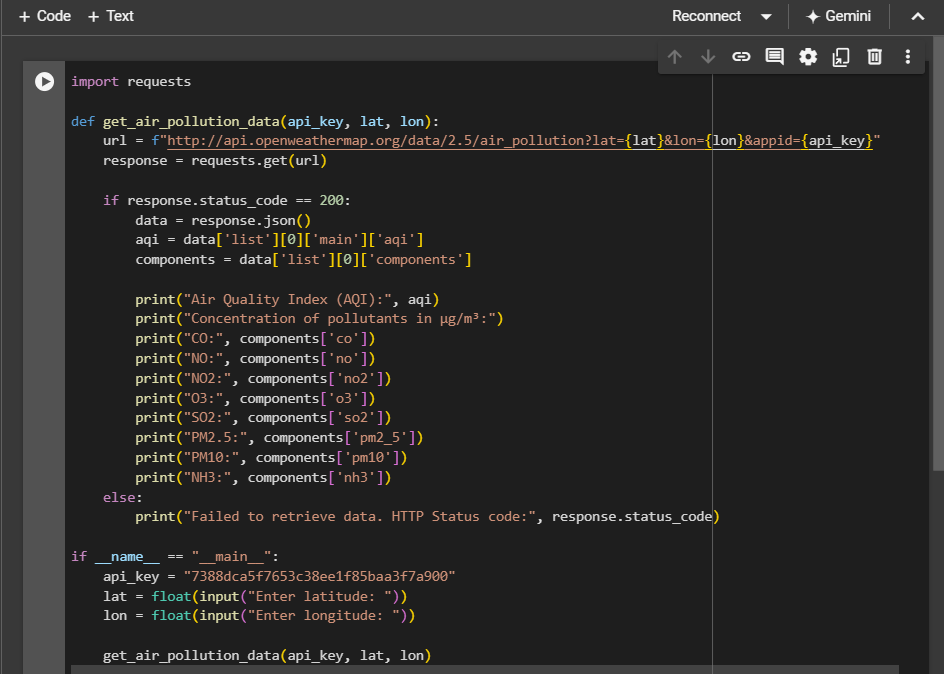 + Code + Text Reconnect Gemini
import requests
def get_air_pollution_data(api_key, lat, lon):
    url = f"http://api.openweathermap.org/data/2.5/air_pollution?lat={lat}&lon={lon}&appid={api_key}"
    response = requests.get(url)
    if response.status_code == 200:
        data = response.json()
        aqi = data['list'][0]['main']['aqi']
        components = data['list'][0]['components']
        print("Air Quality Index (AQI):", aqi)
        print("Concentration of pollutants in μg/m³:")
        print("CO:", components['co'])
        print("NO:", components['no'])
        print("NO2:", components['no2'])
        print("O3:", components['o3'])
        print("SO2:", components['so2'])
        print("PM2.5:", components['pm2_5'])
        print("PM10:", components['pm10'])
        print("NH3:", components['nh3'])
    else:
        print("Failed to retrieve data. HTTP Status code:", response.status_code)
if __name__ == "__main__":
    api_key = "7388dca5f7653c38ee1f85baa3f7a900"
    lat = float(input("Enter latitude: "))
    lon = float(input("Enter longitude: "))
    get_air_pollution_data(api_key, lat, lon)